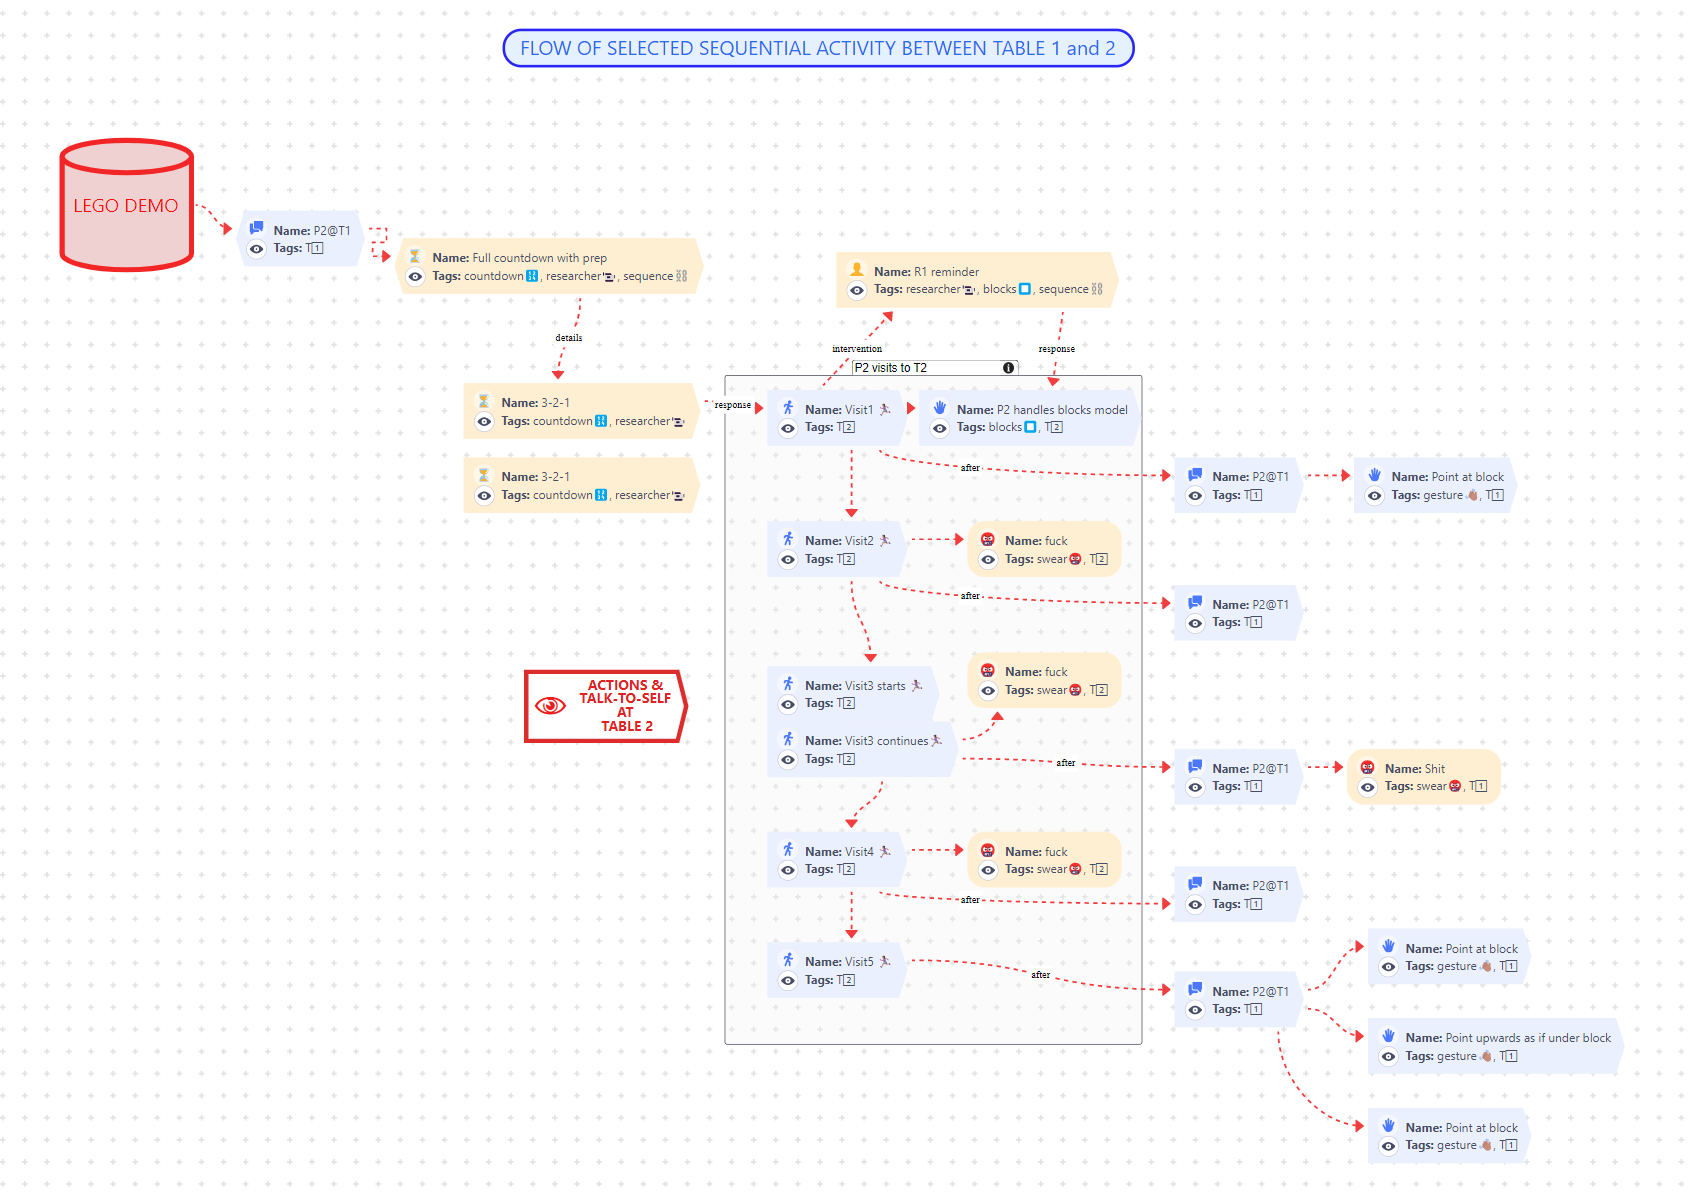 FLOW OF SELECTED SEQUENTIAL ACTIVITY BETWEEN TABLE 1 and 2
LEGO DEMO
Name: P2@T1
Tags: T1
Name: Full countdown with prep
Tags: countdown, researcher, sequence
details
Name: 3-2-1
Tags: countdown, researcher
Name: 3-2-1
Tags: countdown, researcher
response
Name: R1 reminder
Tags: researcher, blocks, sequence
intervention
response
P2 visits to T2
Name: Visit1
Tags: T2
Name: P2 handles blocks model
Tags: blocks, T2
after
Name: P2@T1
Tags: T1
Name: Point at block
Tags: gesture, T1
Name: Visit2
Tags: T2
Name: fuck
Tags: swear, T2
after
Name: P2@T1
Tags: T1
ACTIONS &
TALK-TO-SELF
AT
TABLE 2
Name: Visit3 starts
Tags: T2
Name: fuck
Tags: swear, T2
Name: Visit3 continues
Tags: T2
after
Name: P2@T1
Tags: T1
Name: Shit
Tags: swear, T1
Name: Visit4
Tags: T2
Name: fuck
Tags: swear, T2
after
Name: P2@T1
Tags: T1
Name: Visit5
Tags: T2
after
Name: P2@T1
Tags: T1
Name: Point at block
Tags: gesture, T1
Name: Point upwards as if under block
Tags: gesture, T1
Name: Point at block
Tags: gesture, T1